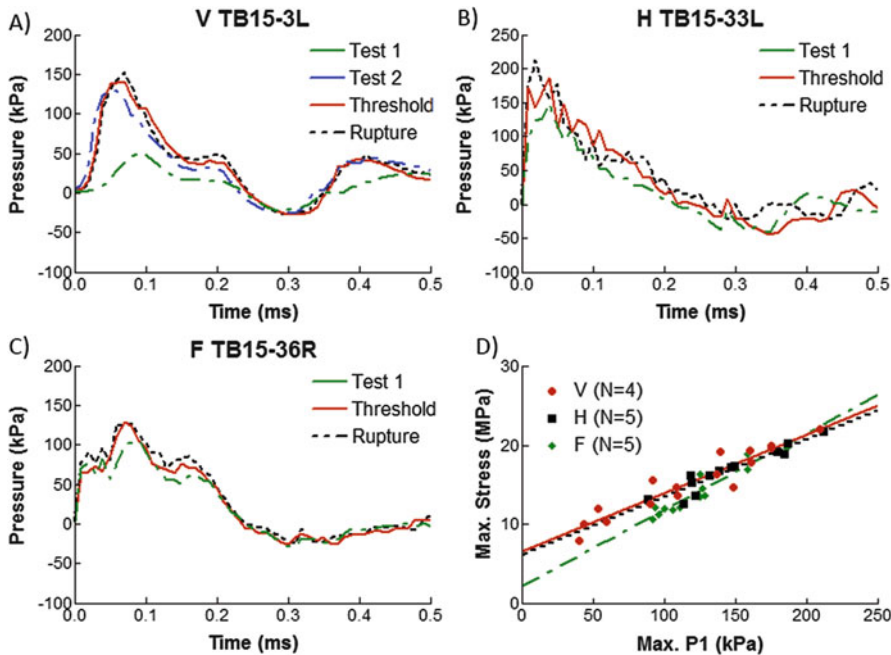 A)
V TB15-3L
Pressure (kPa)
200
150
100
50
0
-50
-100
0.0
0.1
0.2
0.3
0.4
0.5
Time (ms)
Test 1
Test 2
Threshold
Rupture
B)
H TB15-33L
Pressure (kPa)
250
200
150
100
50
0
-50
-100
0.0
0.1
0.2
0.3
0.4
0.5
Time (ms)
Test 1
Threshold
Rupture
C)
F TB15-36R
Pressure (kPa)
200
150
100
50
0
-50
-100
0.0
0.1
0.2
0.3
0.4
0.5
Time (ms)
Test 1
Threshold
Rupture
D)
Max. Stress (MPa)
30
20
10
0
0
50
100
150
200
250
Max. P1 (kPa)
V (N=4)
H (N=5)
F (N=5)